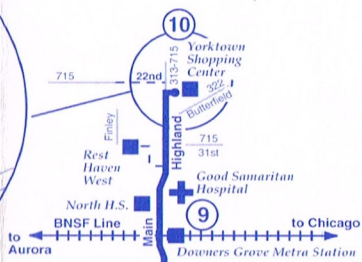 10
Yorktown
Shopping
Center
313-715
715
22nd
322
Butterfield
Finley
Highland
715
31st
Rest
Haven
West
Good Samaritan
Hospital
North H.S.
9
Main
BNSF Line
to Chicago
to
Aurora
Downers Grove Metra Station